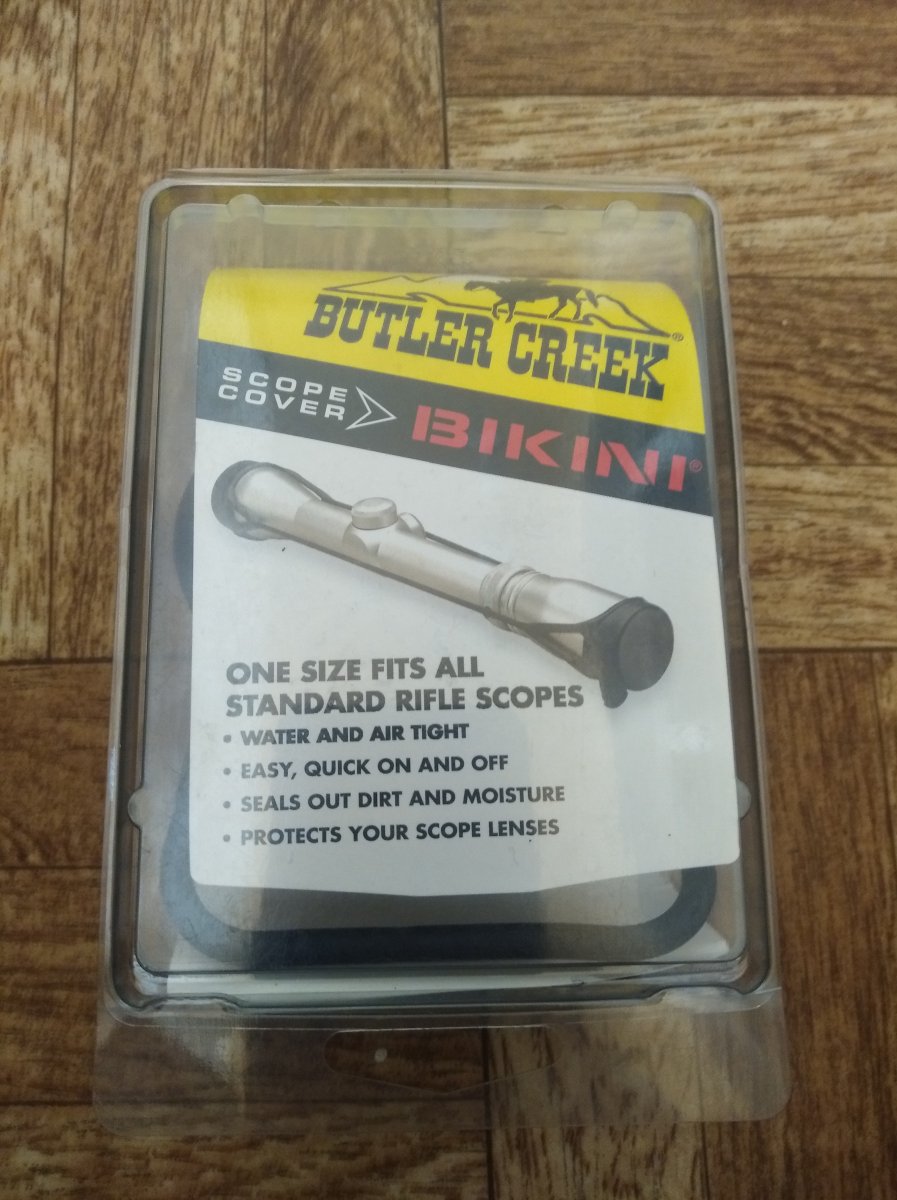 BUTLER CREEK®
SCOPE
COVER
BIKINI®
ONE SIZE FITS ALL
STANDARD RIFLE SCOPES
• WATER AND AIR TIGHT
• EASY, QUICK ON AND OFF
• SEALS OUT DIRT AND MOISTURE
• PROTECTS YOUR SCOPE LENSES